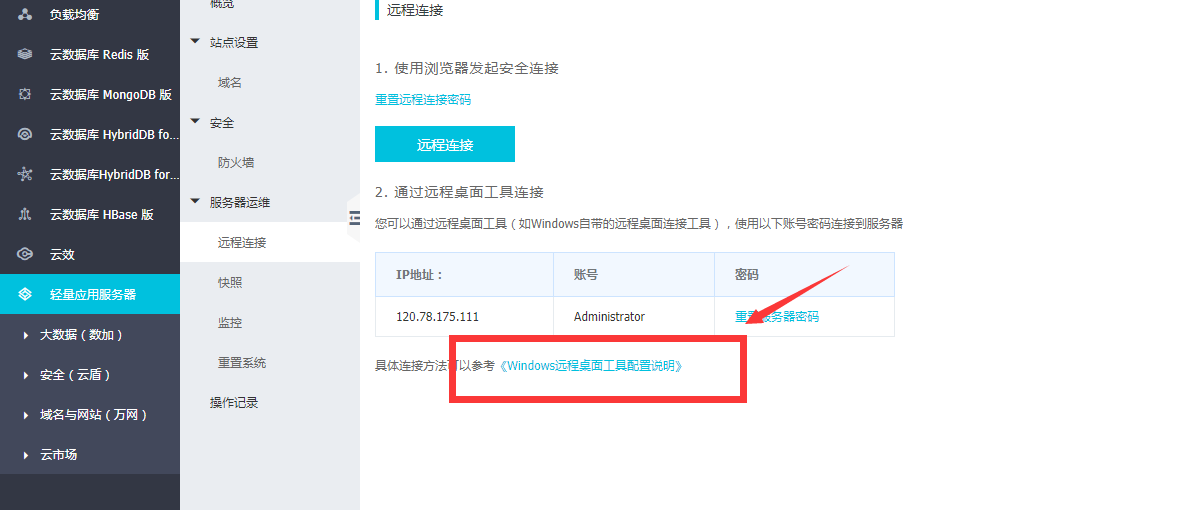 负载均衡
云数据库 Redis 版
云数据库 MongoDB 版
云数据库 HybridDB fo...
云数据库HybridDB for...
云数据库 HBase 版
云效
轻量应用服务器
大数据（数加）
安全（云盾）
域名与网站（万网）
云市场
概览
站点设置
域名
安全
防火墙
服务器运维
远程连接
快照
监控
重置系统
操作记录
远程连接
1. 使用浏览器发起安全连接
重置远程连接密码
远程连接
2. 通过远程桌面工具连接
您可以通过远程桌面工具（如Windows自带的远程桌面连接工具），使用以下账号密码连接到服务器
IP地址： 账号 密码
120.78.175.111 Administrator 重置服务器密码
具体连接方法可以参考《Windows远程桌面工具配置说明》